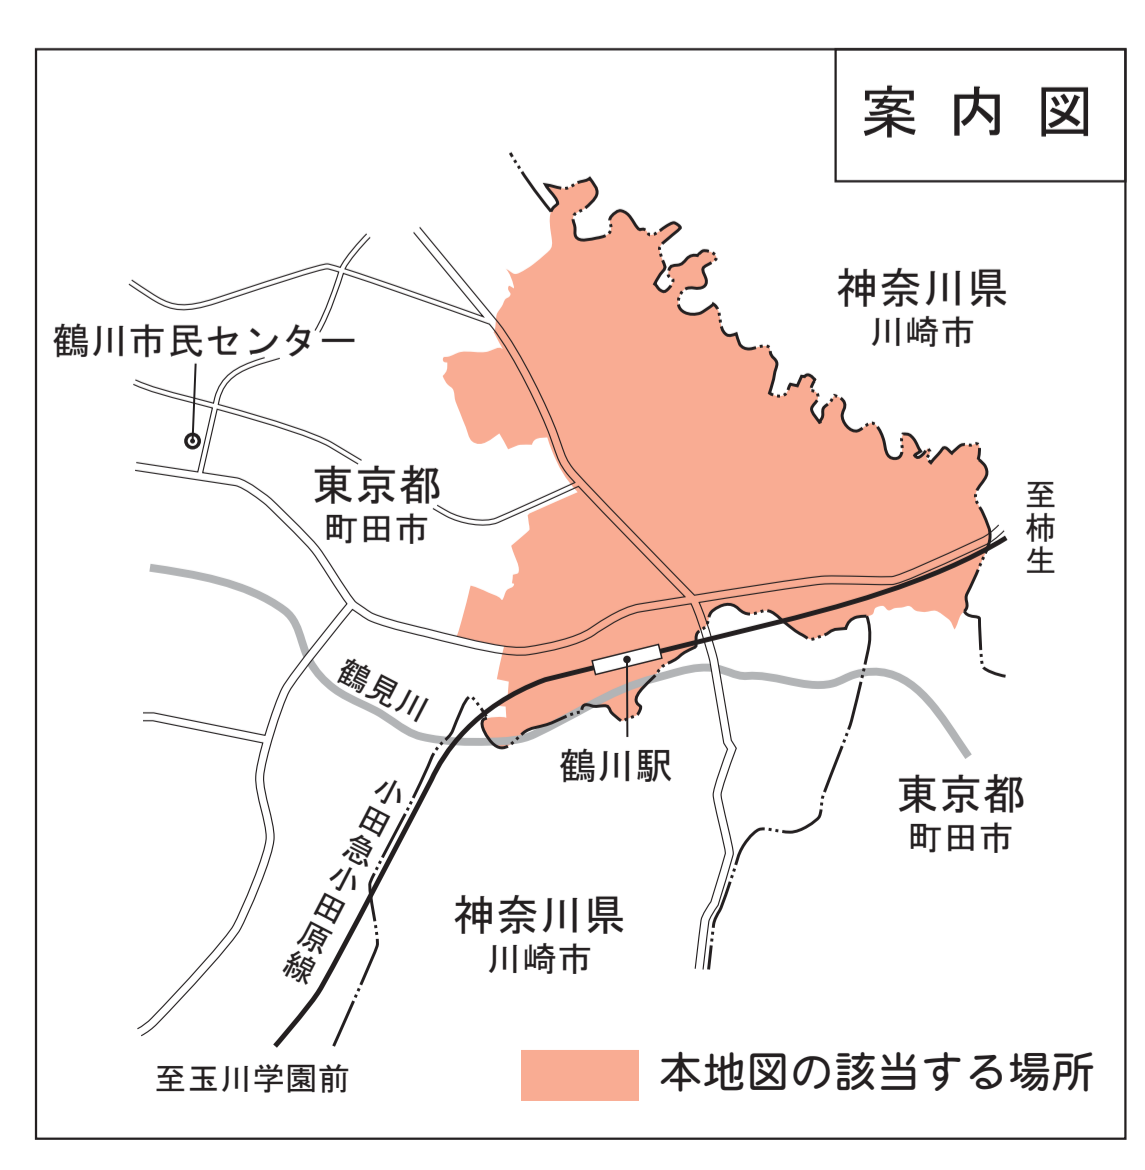 案内図
神奈川県
川崎市
鶴川市民センター
東京都
町田市
至柿生
鶴見川
鶴川駅
東京都
町田市
小田急小田原線
神奈川県
川崎市
至玉川学園前
本地図の該当する場所